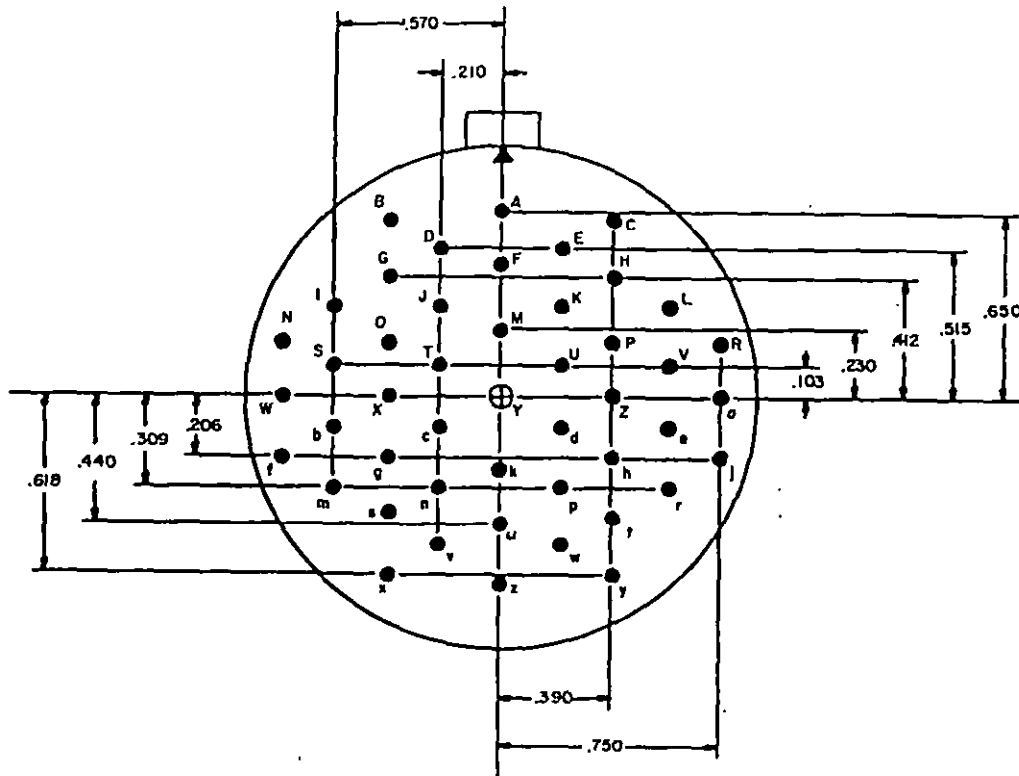 .570
.210
B A C
D E
G F H
I J K L
.650
N O M P R
.515
.412
S T U V
.230
.103
W X Y Z a
b c d e
.206
.309
.440
.618
f g k h j
m n p r
s u t
v w
x z y
.390
.750